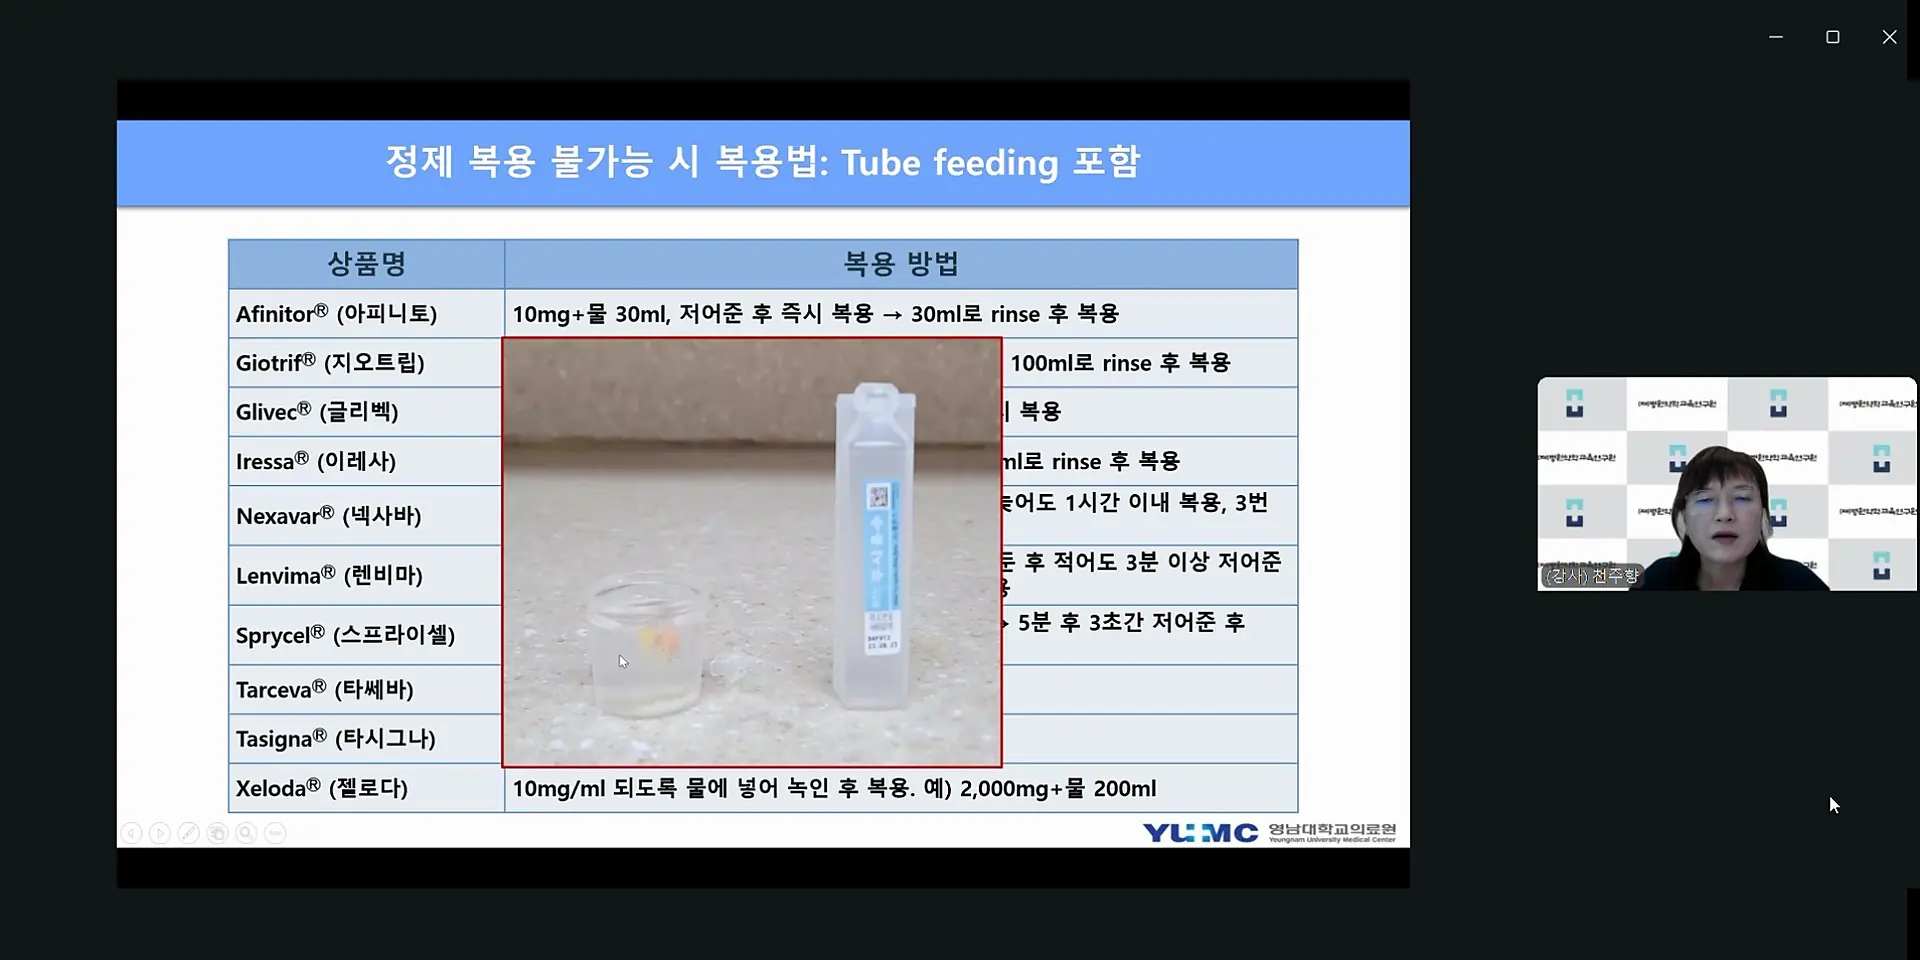 정제 복용 불가능 시 복용법: Tube feeding 포함
상품명 복용 방법
Afinitor® (아피니토) 10mg+물 30ml, 저어준 후 즉시 복용 → 30ml로 rinse 후 복용
Giotrif® (지오트립) 100ml로 rinse 후 복용
Glivec® (글리벡) 복용
Iressa® (이레사) ml로 rinse 후 복용
늦어도 1시간 이내 복용, 3번
Nexavar® (넥사바)
후 적어도 3분 이상 저어준
Lenvima® (렌비마)
5분 후 3초간 저어준 후
Sprycel® (스프라이셀)
Tarceva® (타쎄바)
Tasigna® (타시그나)
Xeloda® (젤로다) 10mg/ml 되도록 물에 넣어 녹인 후 복용. 예) 2,000mg+물 200ml
YUMC 영남대학교의료원
Yeungnam University Medical Center
(강사) 천주향